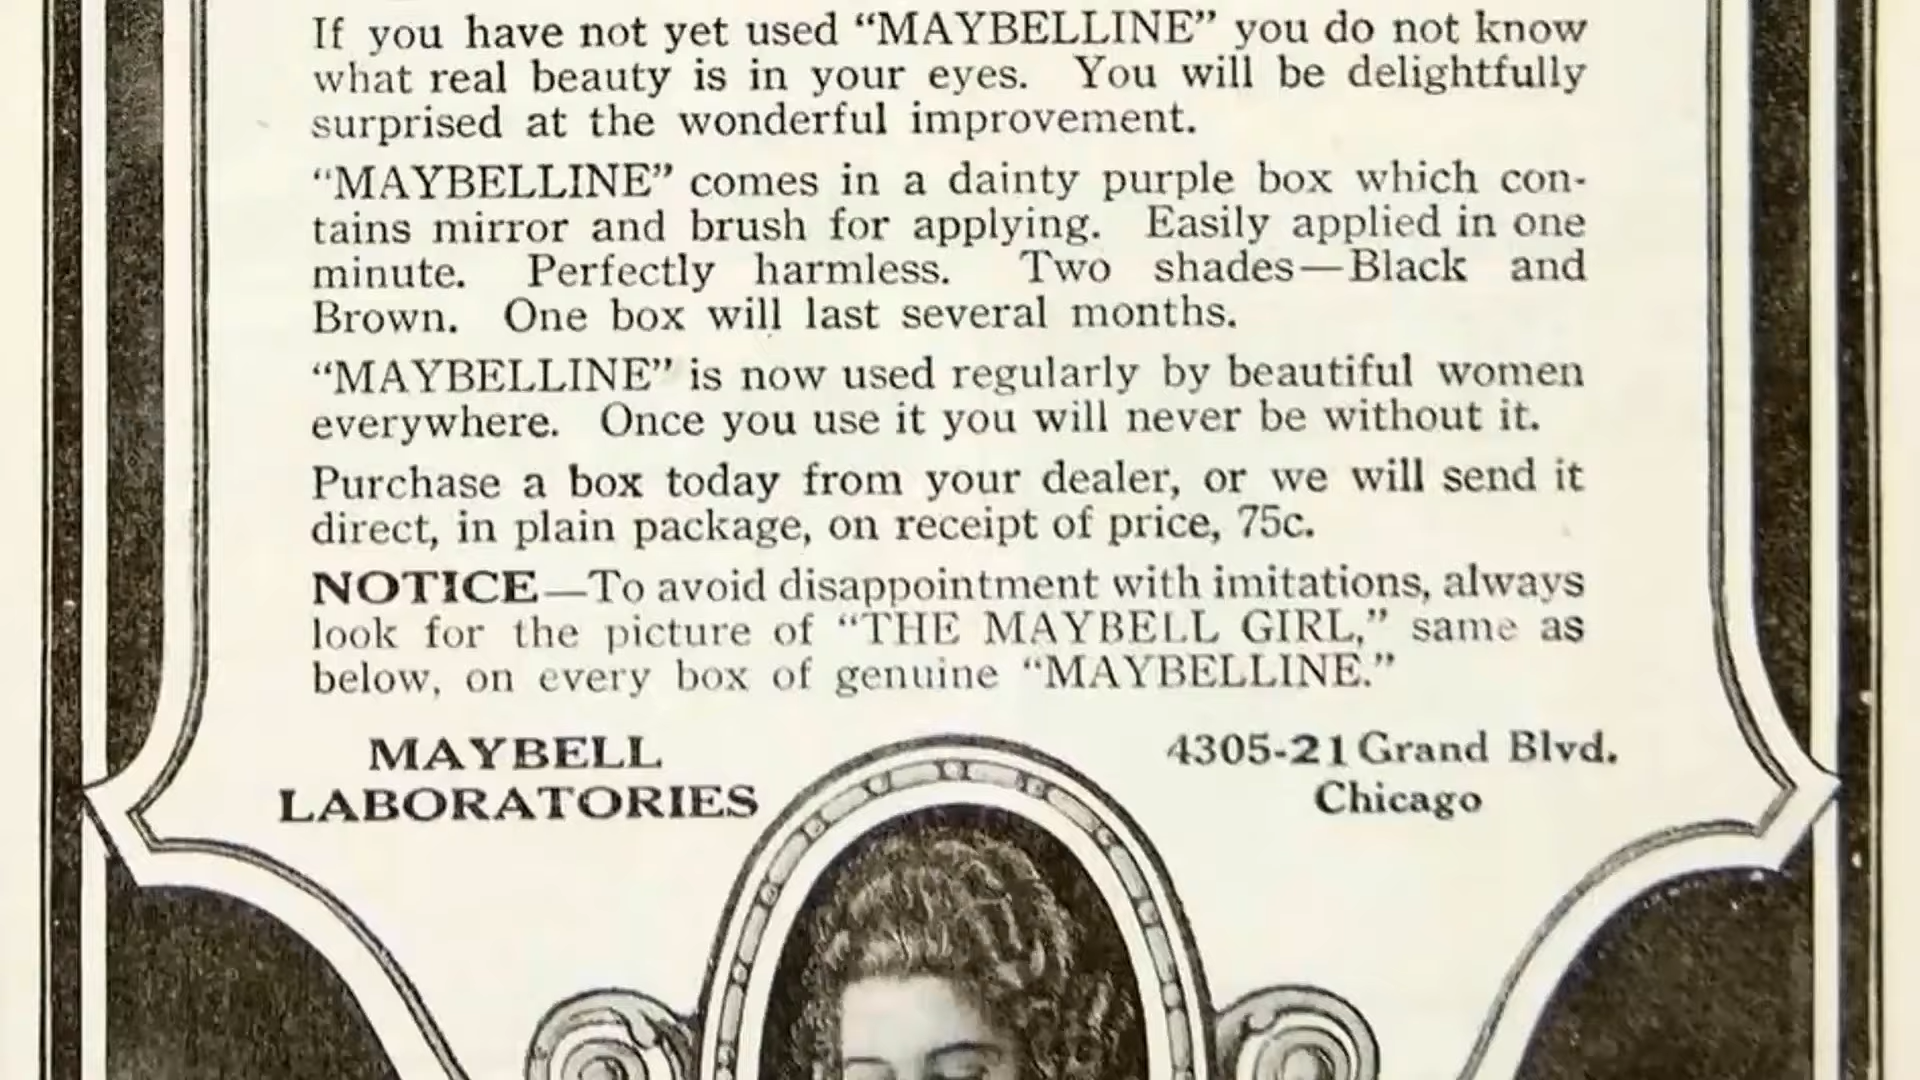 If you have not yet used “MAYBELLINE” you do not know
what real beauty is in your eyes. You will be delightfully
surprised at the wonderful improvement.
“MAYBELLINE” comes in a dainty purple box which con-
tains mirror and brush for applying. Easily applied in one
minute. Perfectly harmless. Two shades—Black and
Brown. One box will last several months.
“MAYBELLINE” is now used regularly by beautiful women
everywhere. Once you use it you will never be without it.
Purchase a box today from your dealer, or we will send it
direct, in plain package, on receipt of price, 75c.
NOTICE—To avoid disappointment with imitations, always
look for the picture of “THE MAYBELL GIRL,” same as
below, on every box of genuine “MAYBELLINE.”
MAYBELL
LABORATORIES
4305-21 Grand Blvd.
Chicago